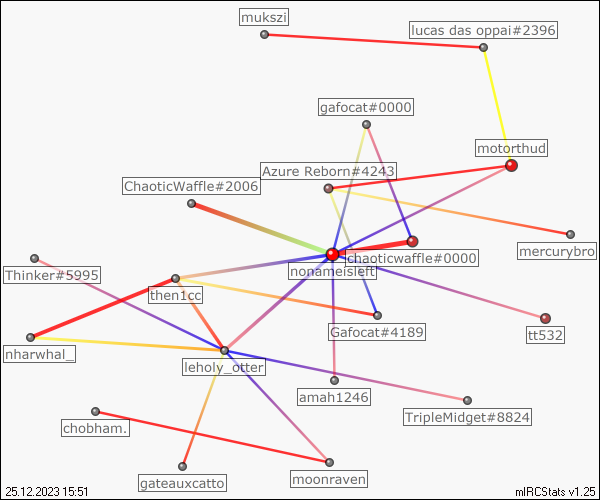 mukszi
lucas das oppai#2396
gafocat#0000
motorthud
Azure Reborn#4243
ChaoticWaffle#2006
mercurybro
chaoticwaffle#0000
nonameisleft
Thinker#5995
then1cc
Gafocat#4189
tt532
nharwhal_
leholy_otter
amah1246
TripleMidget#8824
chobham.
gateauxcatto
moonraven
25.12.2023 15:51
mIRCStats v1.25